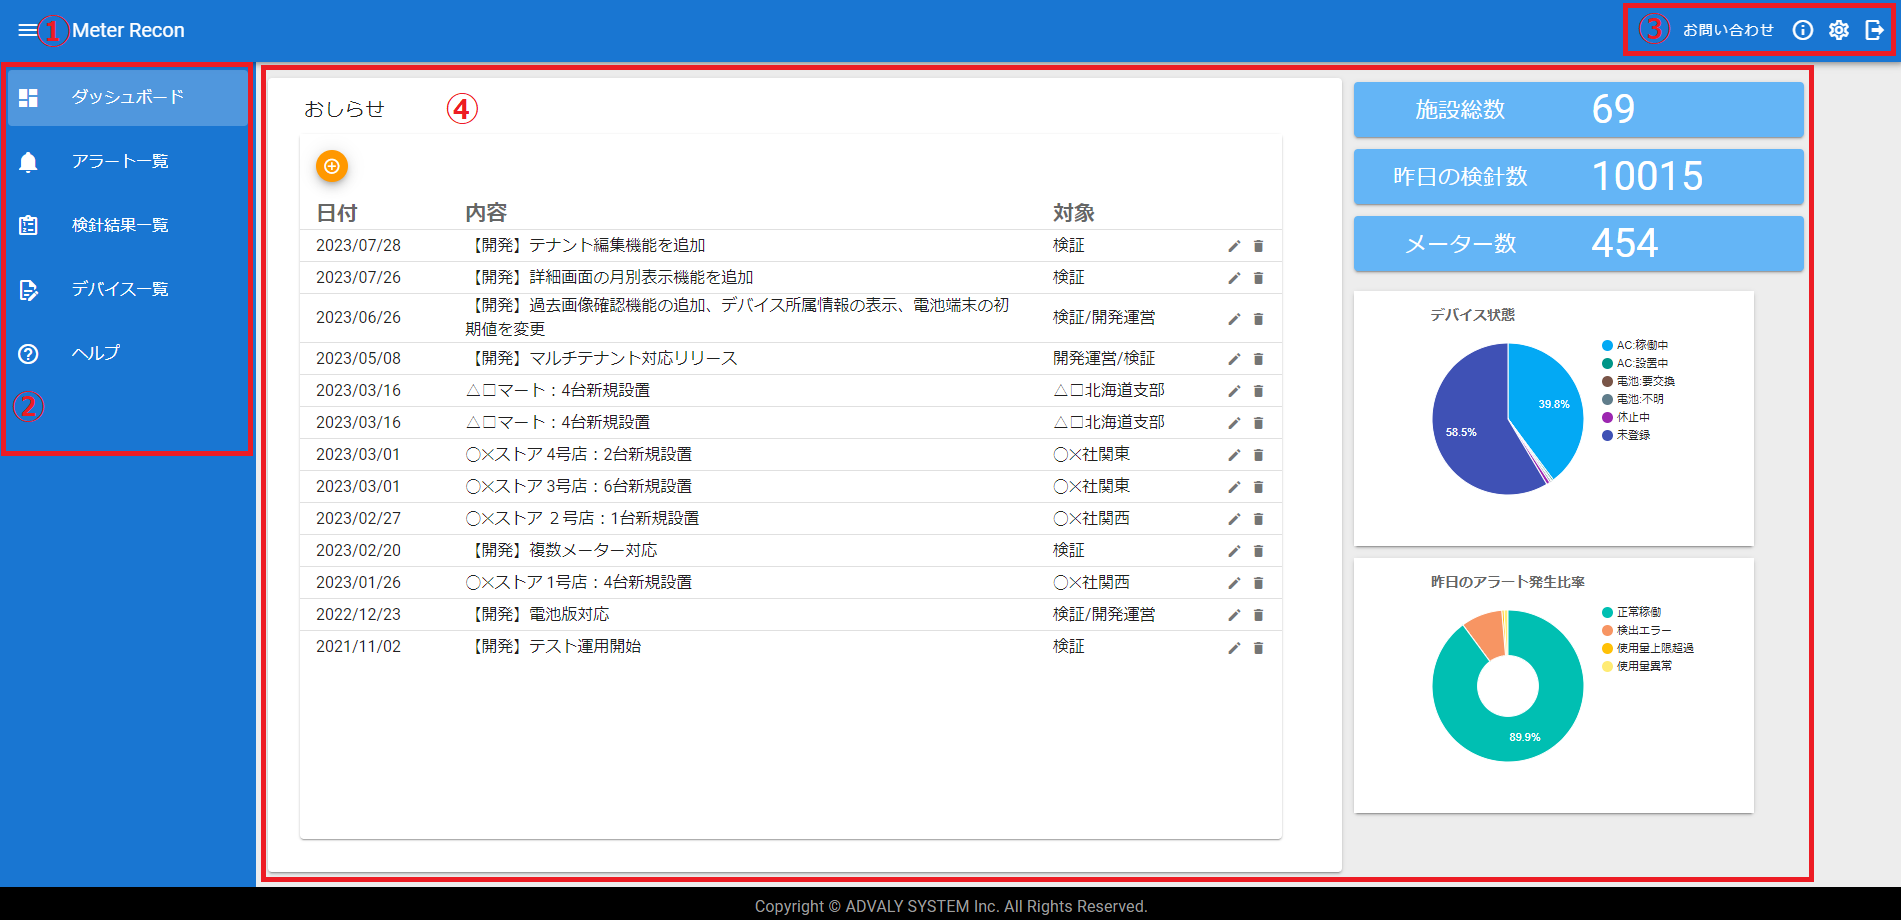 ① Meter Recon
③ お問い合わせ
ダッシュボード
アラート一覧
検針結果一覧
デバイス一覧
ヘルプ
②
おしらせ ④
日付 内容 対象
2023/07/28 【開発】テナント編集機能を追加 検証
2023/07/26 【開発】詳細画面の月別表示機能を追加 検証
2023/06/26 【開発】過去画像確認機能の追加、デバイス所属情報の表示、電池端末の初
期値を変更 検証/開発運営
2023/05/08 【開発】マルチテナント対応リリース 開発運営/検証
2023/03/16 △□マート：4台新規設置 △□北海道支部
2023/03/16 △□マート：4台新規設置 △□北海道支部
2023/03/01 〇×ストア 4号店：2台新規設置 〇×社関東
2023/03/01 〇×ストア 3号店：6台新規設置 〇×社関東
2023/02/27 〇×ストア ２号店：1台新規設置 〇×社関西
2023/02/20 【開発】複数メーター対応 検証
2023/01/26 〇×ストア 1号店：4台新規設置 〇×社関西
2022/12/23 【開発】電池版対応 検証/開発運営
2021/11/02 【開発】テスト運用開始 検証
施設総数 69
昨日の検針数 10015
メーター数 454
デバイス状態
AC:稼働中
AC:設置中
電池:要交換
電池:不明
休止中
未登録
39.8%
58.5%
昨日のアラート発生比率
正常稼働
検出エラー
使用量上限超過
使用量異常
89.9%
Copyright © ADVALY SYSTEM Inc. All Rights Reserved.